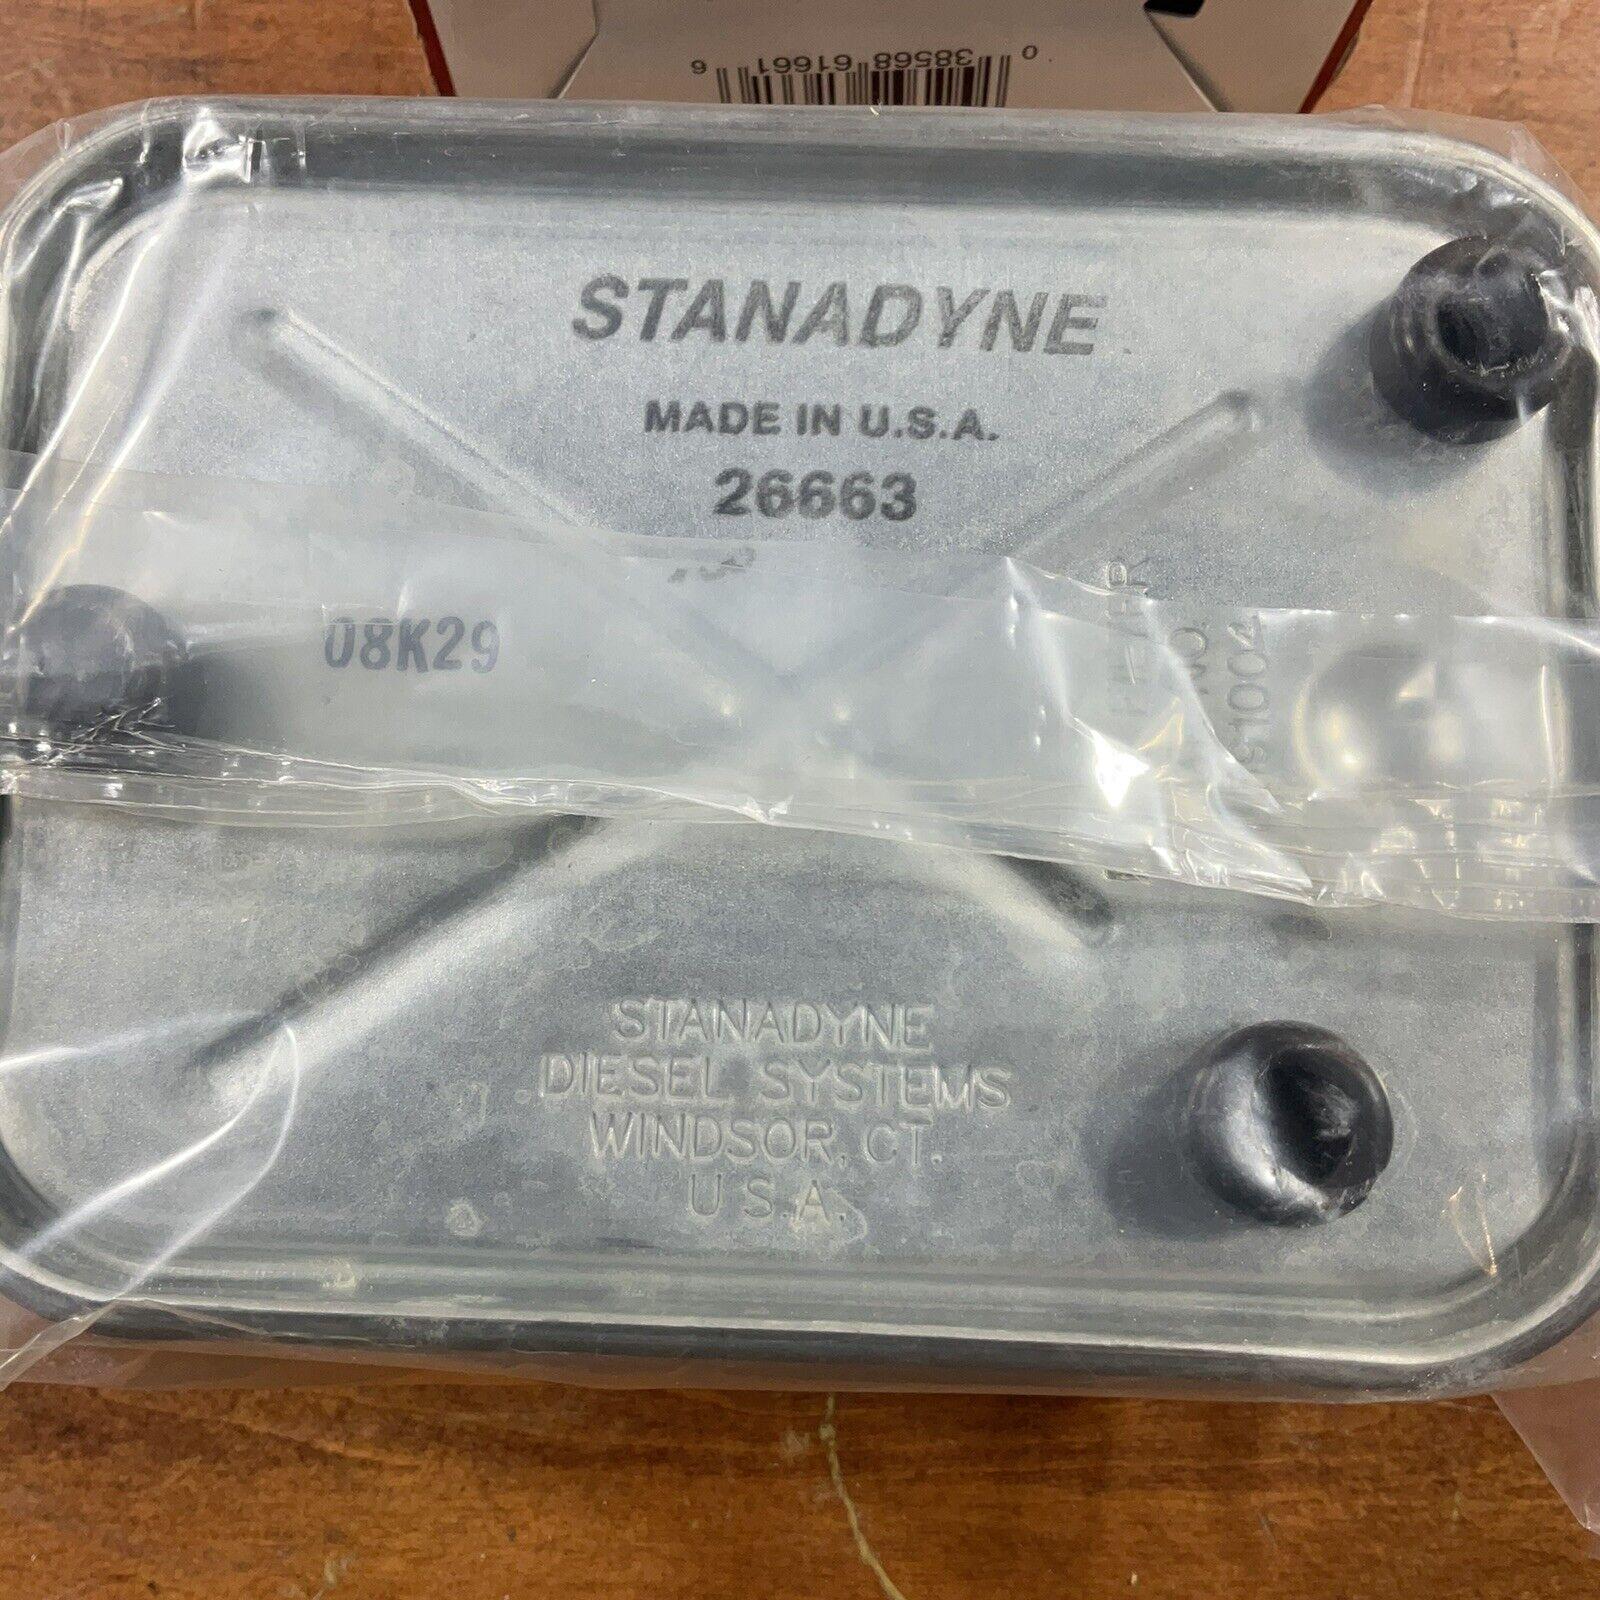 0 38568 61661 6
STANADYNE
MADE IN U.S.A.
26663
08K29
STANADYNE
DIESEL SYSTEMS
WINDSOR, CT.
U.S.A.